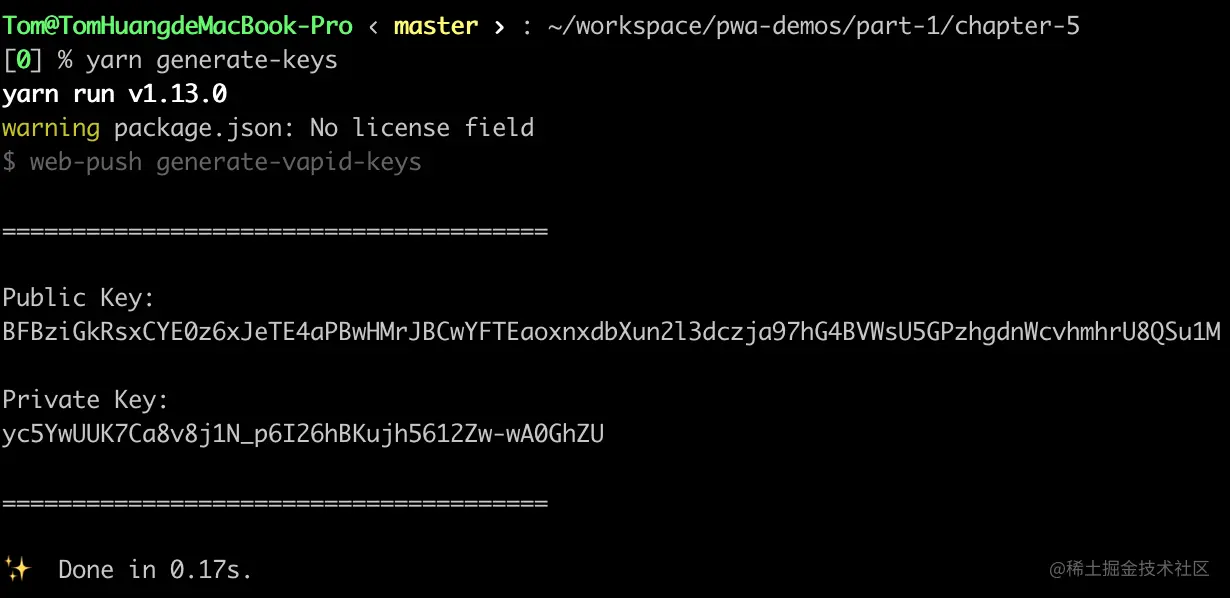 Tom@TomHuangdeMacBook-Pro ‹ master › : ~/workspace/pwa-demos/part-1/chapter-5
[0] % yarn generate-keys
yarn run v1.13.0
warning package.json: No license field
$ web-push generate-vapid-keys
=======================================
Public Key:
BFBziGkRsxCYE0z6xJeTE4aPBwHMrJBCwYFTEaoxnxdbXun2l3dczja97hG4BVWsU5GPzhgdnWcvhmhrU8QSu1M
Private Key:
yc5YwUUK7Ca8v8j1N_p6I26hBKujh5612Zw-wA0GhZU
=======================================
✨ Done in 0.17s.
@稀土掘金技术社区